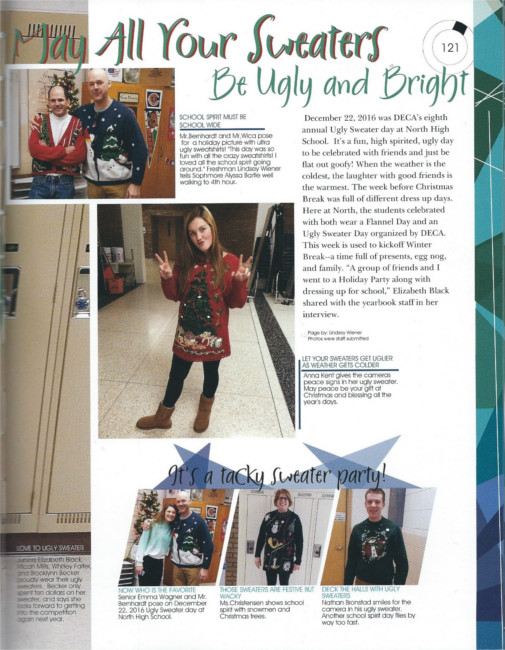 May All Your Sweaters
Be Ugly and Bright
121
SCHOOL SPIRIT MUST BE
SCHOOL WIDE
Mr.Bernhardt and Mr.Wica pose
for a holiday picture with ultra
ugly sweatshirts! "This day was so
fun with all the crazy sweatshirts! I
loved all the school spirit going
around." Freshman Lindsey Wiener
tells Sophmore Alyssa Bartle well
walking to 4th hour.
December 22, 2016 was DECA's eighth
annual Ugly Sweater day at North High
School. It's a fun, high spirited, ugly day
to be celebrated with friends and just be
flat out goofy! When the weather is the
coldest, the laughter with good friends is
the warmest. The week before Christmas
Break was full of different dress up days.
Here at North, the students celebrated
with both wear a Flannel Day and an
Ugly Sweater Day organized by DECA.
This week is used to kickoff Winter
Break--a time full of presents, egg nog,
and family. "A group of friends and I
went to a Holiday Party along with
dressing up for school," Elizabeth Black
shared with the yearbook staff in her
interview.
Page by: Lindsey Wiener
Photos were staff submitted
LET YOUR SWEATERS GET UGLIER
AS WEATHER GETS COLDER
Anna Kent gives the cameras
peace signs in her ugly sweater.
May peace be your gift at
Christmas and blessing all the
year's days.
It's a tacky sweater party!
LOVE TO UGLY SWEATER
Juniors Elizabeth Black,
Micah Mills, Whitley
and Brooklynn Becker
proudly wear their ugly
sweaters. Becker only
spent ten dollars on her
sweater, and says she
looks forward to getting
into the competition
again next year.
NOW WHO IS THE FAVORITE
Senior Emma Wagner and Mr.
Bernhardt pose on December
22, 2016 Ugly Sweater day at
North High School.
THOSE SWEATERS ARE FESTIVE BUT
WACKY
Ms.Christensen shows school
spirit with snowmen and
Christmas trees.
DECK THE HALLS WITH UGLY
SWEATERS
Nathan Bronstad smiles for the
camera in his ugly sweater.
Another school spirit day flies by
way too fast.